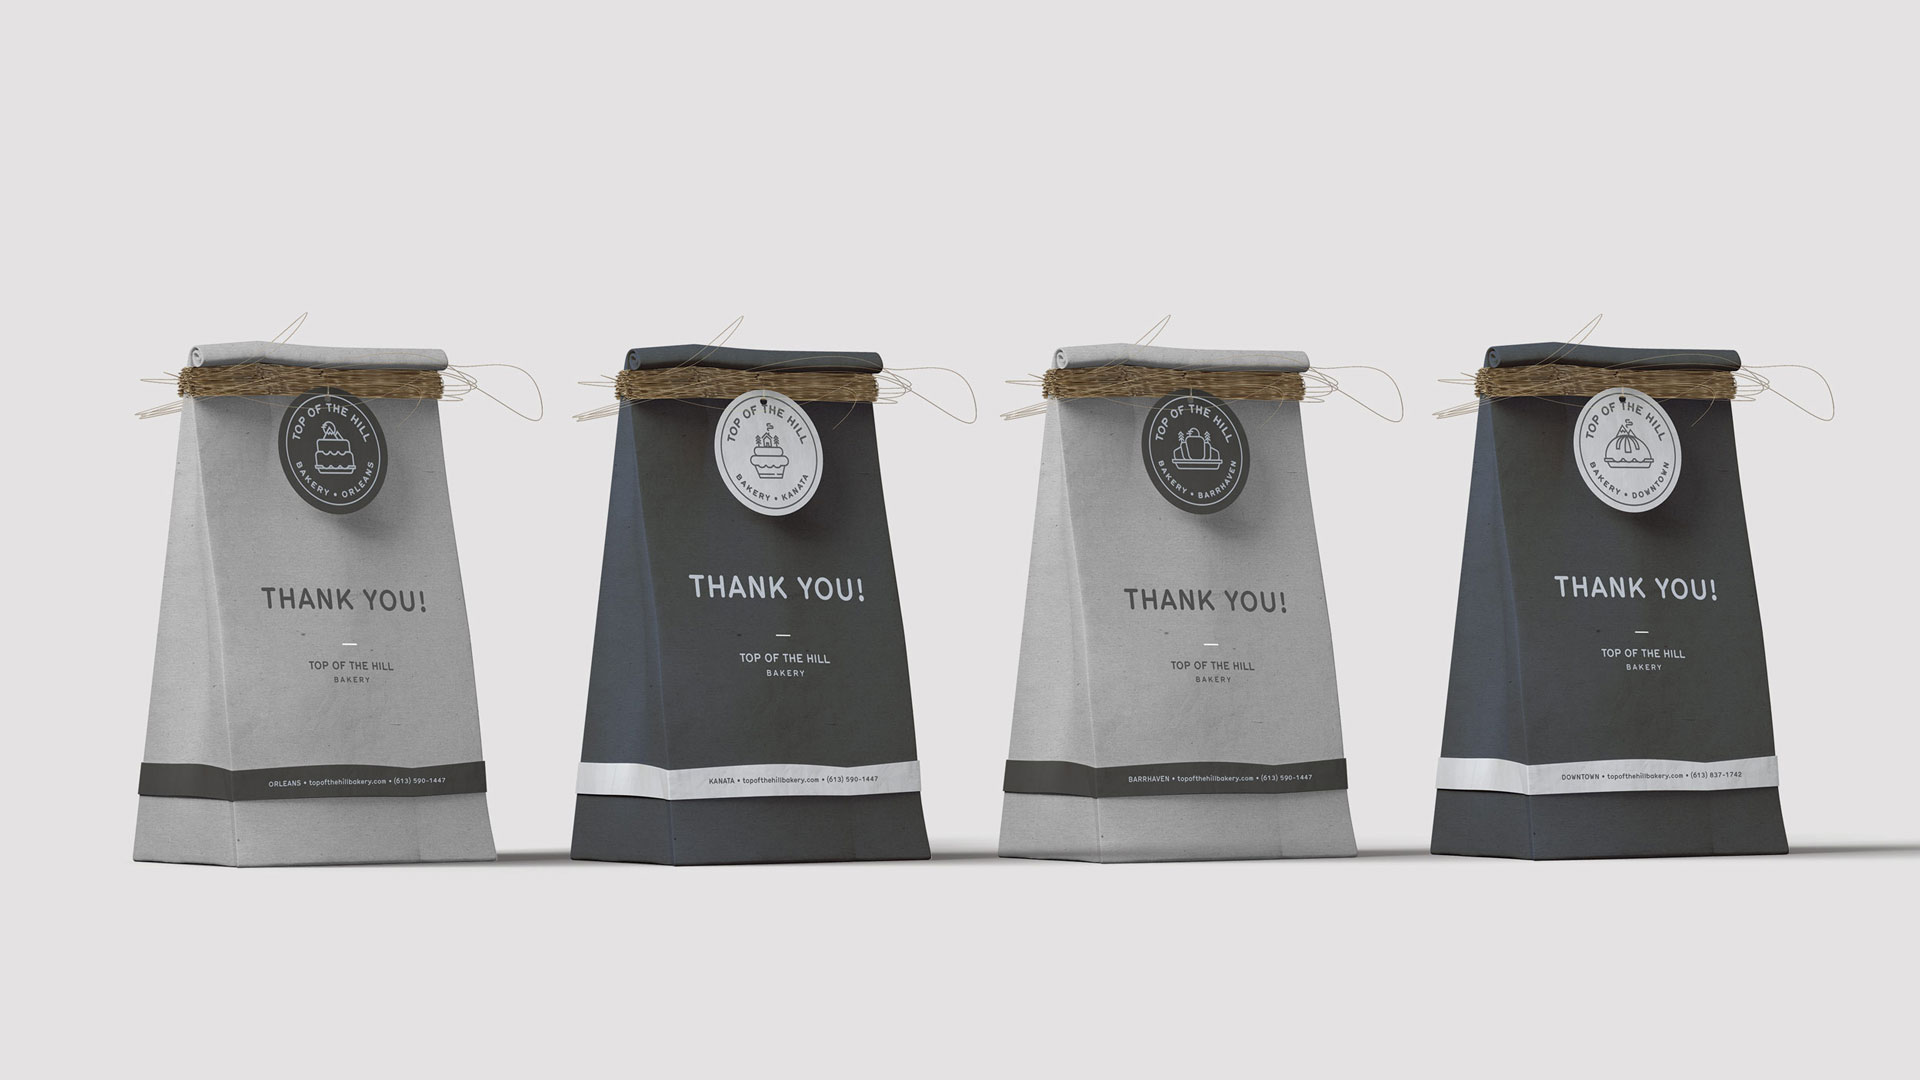 TOP OF THE HILL
BAKERY • ORLEANS
THANK YOU!
TOP OF THE HILL
BAKERY
ORLEANS • topofthehillbakery.com • (613) 590-1447
TOP OF THE HILL
BAKERY • KANATA
THANK YOU!
TOP OF THE HILL
BAKERY
KANATA • topofthehillbakery.com • (613) 590-1447
TOP OF THE HILL
BAKERY • BARRHAVEN
THANK YOU!
TOP OF THE HILL
BAKERY
BARRHAVEN • topofthehillbakery.com • (613) 590-1447
TOP OF THE HILL
BAKERY • DOWNTOWN
THANK YOU!
TOP OF THE HILL
BAKERY
DOWNTOWN • topofthehillbakery.com • (613) 837-1742